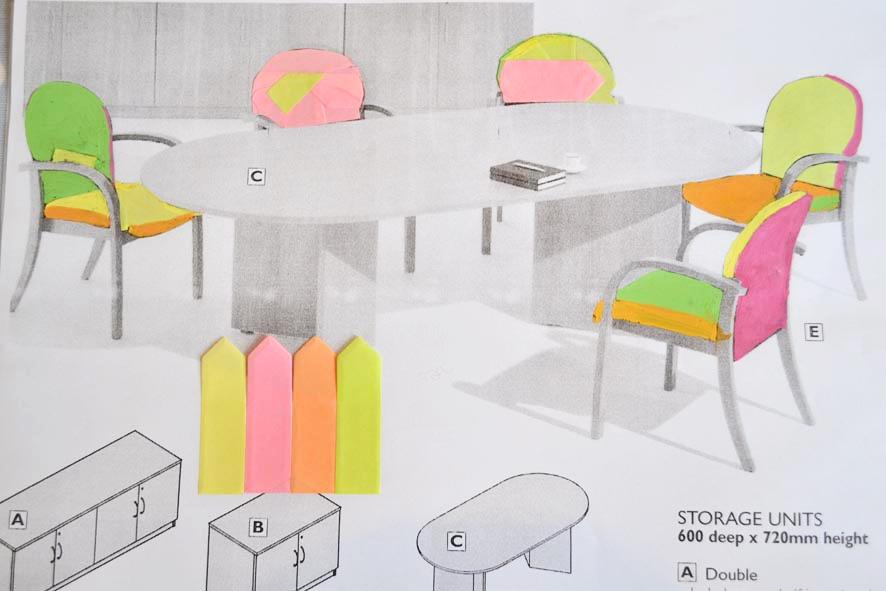 C
E
A
B
C
STORAGE UNITS
600 deep x 720mm height
A Double